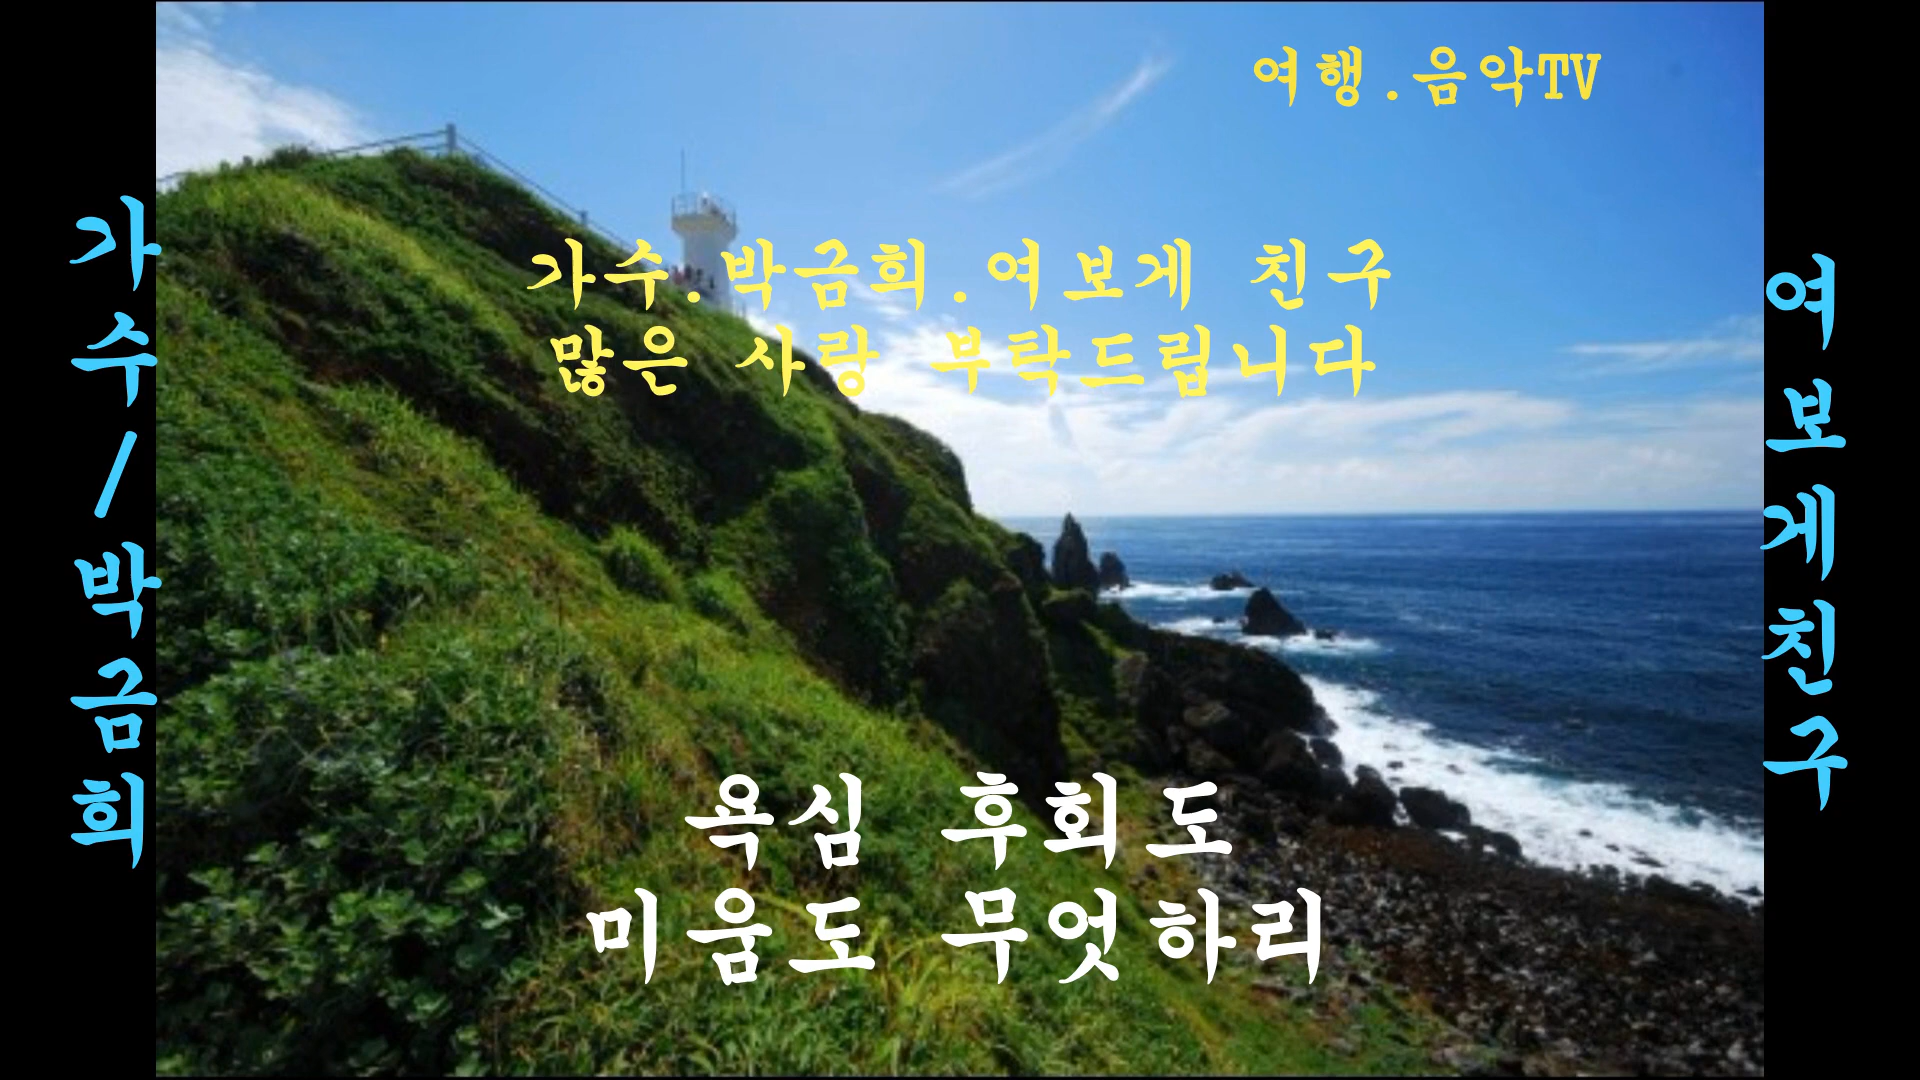 여행.음악TV
가수/박금희
가수.박금희.여보게 친구
많은 사랑 부탁드립니다
여보게친구
욕심 후회도
미움도 무엇하리